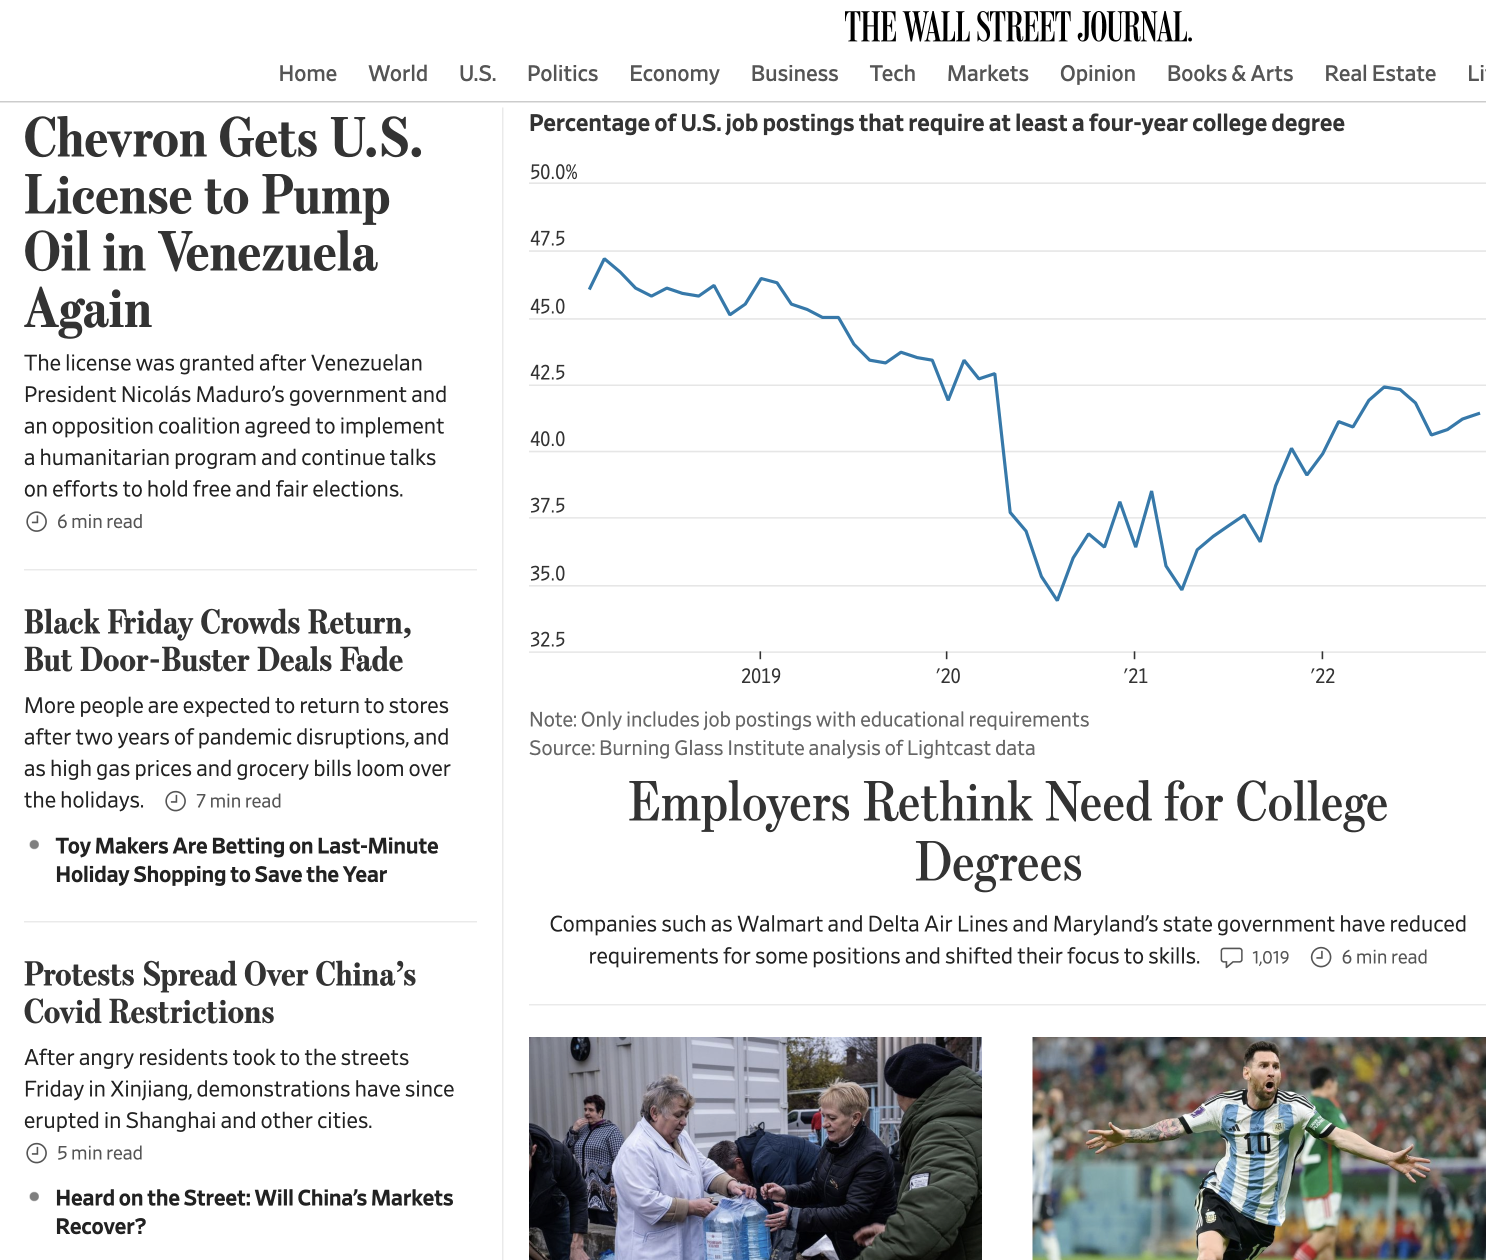 THE WALL STREET JOURNAL.
Home World U.S. Politics Economy Business Tech Markets Opinion Books & Arts Real Estate Li
Chevron Gets U.S.
License to Pump
Oil in Venezuela
Again
The license was granted after Venezuelan
President Nicolás Maduro’s government and
an opposition coalition agreed to implement
a humanitarian program and continue talks
on efforts to hold free and fair elections.
6 min read
Black Friday Crowds Return,
But Door-Buster Deals Fade
More people are expected to return to stores
after two years of pandemic disruptions, and
as high gas prices and grocery bills loom over
the holidays. 7 min read
Toy Makers Are Betting on Last-Minute
Holiday Shopping to Save the Year
Protests Spread Over China’s
Covid Restrictions
After angry residents took to the streets
Friday in Xinjiang, demonstrations have since
erupted in Shanghai and other cities.
5 min read
Heard on the Street: Will China’s Markets
Recover?
Percentage of U.S. job postings that require at least a four-year college degree
50.0%
47.5
45.0
42.5
40.0
37.5
35.0
32.5
2019 ’20 ’21 ’22
Note: Only includes job postings with educational requirements
Source: Burning Glass Institute analysis of Lightcast data
Employers Rethink Need for College
Degrees
Companies such as Walmart and Delta Air Lines and Maryland’s state government have reduced
requirements for some positions and shifted their focus to skills. 1,019 6 min read
10
2